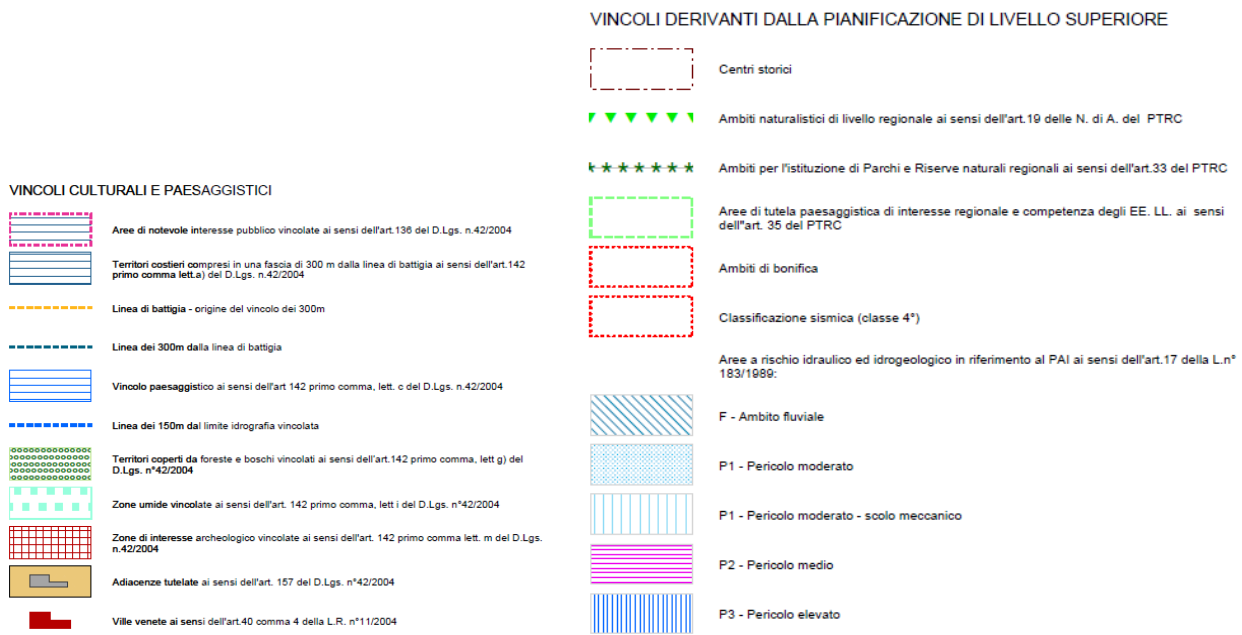 VINCOLI CULTURALI E PAESAGGISTICI
Aree di notevole interesse pubblico vincolate ai sensi dell'art.136 del D.Lgs. n.42/2004
Territori costieri compresi in una fascia di 300 m dalla linea di battigia ai sensi dell'art.142
primo comma lett.a) del D.Lgs. n.42/2004
Linea di battigia - origine del vincolo dei 300m
Linea dei 300m dalla linea di battigia
Vincolo paesaggistico ai sensi dell'art 142 primo comma, lett. c del D.Lgs. n.42/2004
Linea dei 150m dal limite idrografia vincolata
Territori coperti da foreste e boschi vincolati ai sensi dell'art.142 primo comma, lett g) del
D.Lgs. n°42/2004
Zone umide vincolate ai sensi dell'art. 142 primo comma, lett i del D.Lgs. n°42/2004
Zone di interesse archeologico vincolate ai sensi dell'art. 142 primo comma lett. m del D.Lgs.
n.42/2004
Adiacenze tutelate ai sensi dell'art. 157 del D.Lgs. n°42/2004
Ville venete ai sensi dell'art.40 comma 4 della L.R. n°11/2004
VINCOLI DERIVANTI DALLA PIANIFICAZIONE DI LIVELLO SUPERIORE
Centri storici
Ambiti naturalistici di livello regionale ai sensi dell'art.19 delle N. di A. del PTRC
Ambiti per l'istituzione di Parchi e Riserve naturali regionali ai sensi dell'art.33 del PTRC
Aree di tutela paesaggistica di interesse regionale e competenza degli EE. LL. ai sensi
dell"art. 35 del PTRC
Ambiti di bonifica
Classificazione sismica (classe 4°)
Aree a rischio idraulico ed idrogeologico in riferimento al PAI ai sensi dell'art.17 della L.n°
183/1989:
F - Ambito fluviale
P1 - Pericolo moderato
P1 - Pericolo moderato - scolo meccanico
P2 - Pericolo medio
P3 - Pericolo elevato